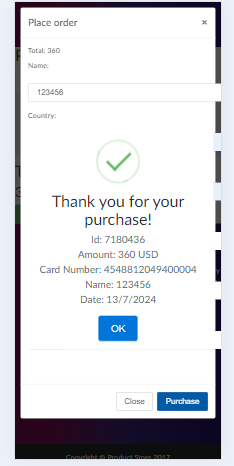 Place order
×
Total: 360
Name:
123456
Country:
Thank you for your
purchase!
Id: 7180436
Amount: 360 USD
Card Number: 4548812049400004
Name: 123456
Date: 13/7/2024
OK
Close
Purchase
Copyright © Product Store 2017